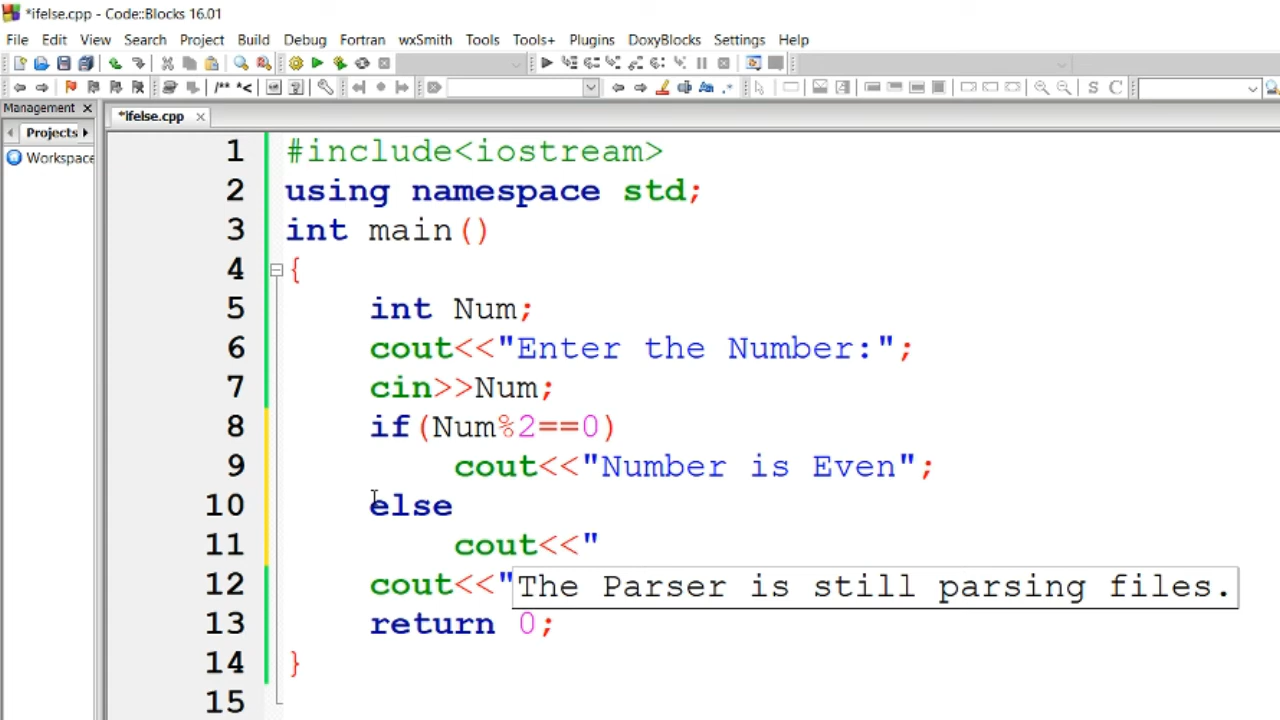 *ifelse.cpp - Code::Blocks 16.01
File Edit View Search Project Build Debug Fortran wxSmith Tools Tools+ Plugins DoxyBlocks Settings Help
/** *<
S C
Management ×
Projects
*ifelse.cpp ×
Workspace
1 #include<iostream>
2 using namespace std;
3 int main()
4 {
5 int Num;
6 cout<<"Enter the Number:";
7 cin>>Num;
8 if(Num%2==0)
9 cout<<"Number is Even";
10 else
11 cout<<"
12 cout<<"
The Parser is still parsing files.
13 return 0;
14 }
15